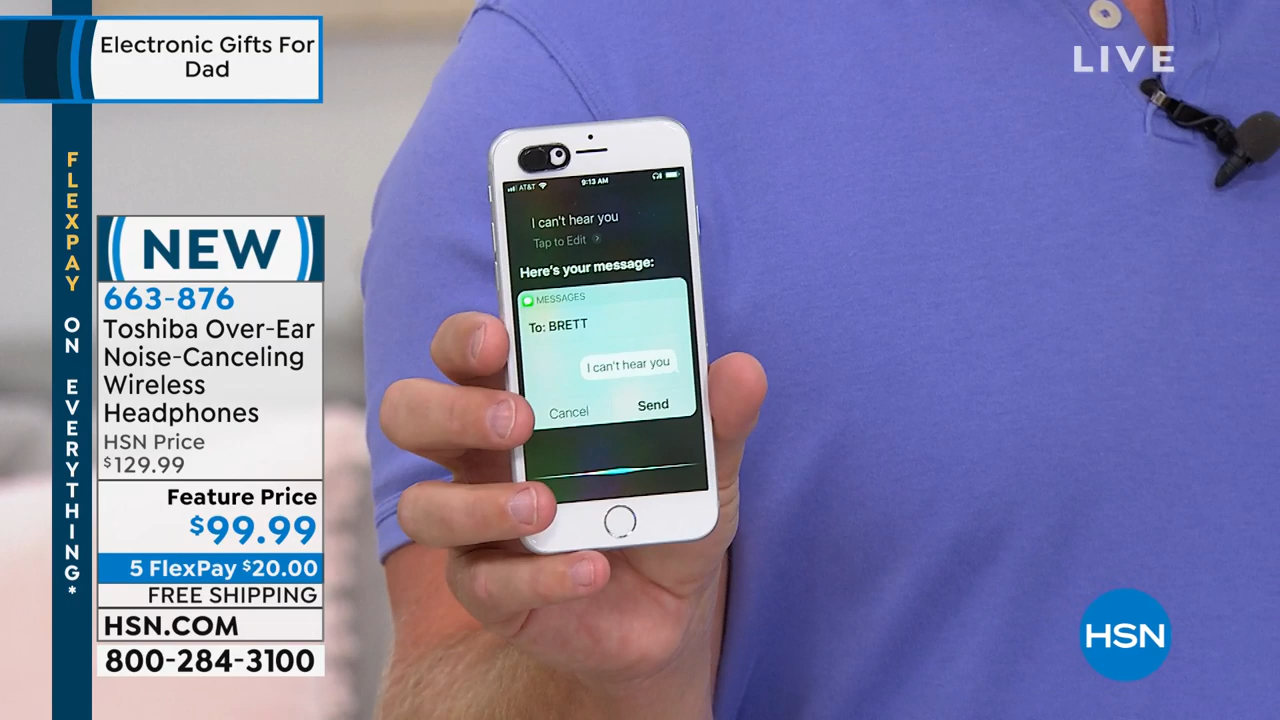 Electronic Gifts For
Dad
LIVE
FLEXPAY ON EVERYTHING*
NEW
663-876
Toshiba Over-Ear
Noise-Canceling
Wireless
Headphones
HSN Price
$129.99
Feature Price
$99.99
5 FlexPay $20.00
FREE SHIPPING
HSN.COM
800-284-3100
AT&T 9:13 AM
I can't hear you
Tap to Edit
Here's your message:
MESSAGES
To: BRETT
I can't hear you
Cancel Send
HSN